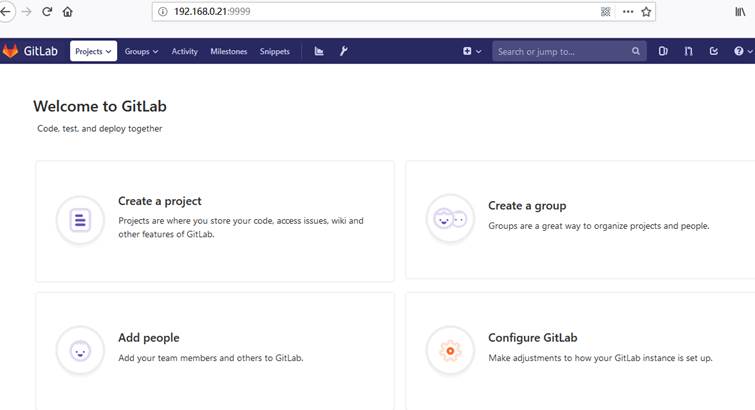 192.168.0.21:9999
GitLab Projects Groups Activity Milestones Snippets Search or jump to...
Welcome to GitLab
Code, test, and deploy together
Create a project
Projects are where you store your code, access issues, wiki and
other features of GitLab.
Create a group
Groups are a great way to organize projects and people.
Add people
Add your team members and others to GitLab.
Configure GitLab
Make adjustments to how your GitLab instance is set up.